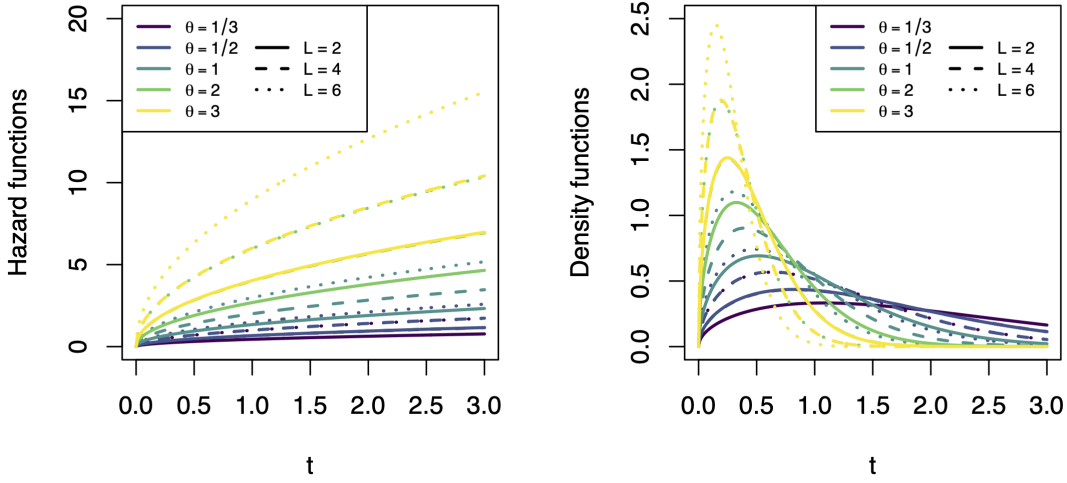 Hazard functions
20
15
10
5
0
θ = 1/3
θ = 1/2
θ = 1
θ = 2
θ = 3
L = 2
L = 4
L = 6
0.0 0.5 1.0 1.5 2.0 2.5 3.0
t
Density functions
2.5
2.0
1.5
1.0
0.5
0.0
θ = 1/3
θ = 1/2
θ = 1
θ = 2
θ = 3
L = 2
L = 4
L = 6
0.0 0.5 1.0 1.5 2.0 2.5 3.0
t